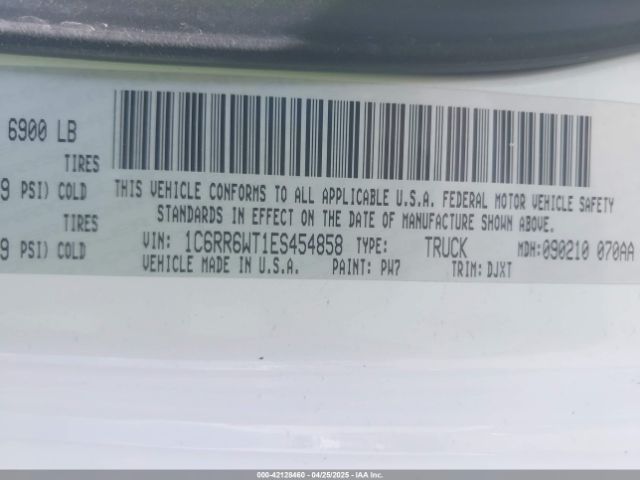 6900 LB
TIRES
9 PSI) COLD
TIRES
9 PSI) COLD
THIS VEHICLE CONFORMS TO ALL APPLICABLE U.S.A. FEDERAL MOTOR VEHICLE SAFETY
STANDARDS IN EFFECT ON THE DATE OF MANUFACTURE SHOWN ABOVE.
VIN: 1C6RR6WT1ES454858 TYPE: TRUCK MDH:090210 070AA
VEHICLE MADE IN U.S.A. PAINT: PW7 TRIM: DJXT
000-42128460 - 04/25/2025 - IAA Inc.